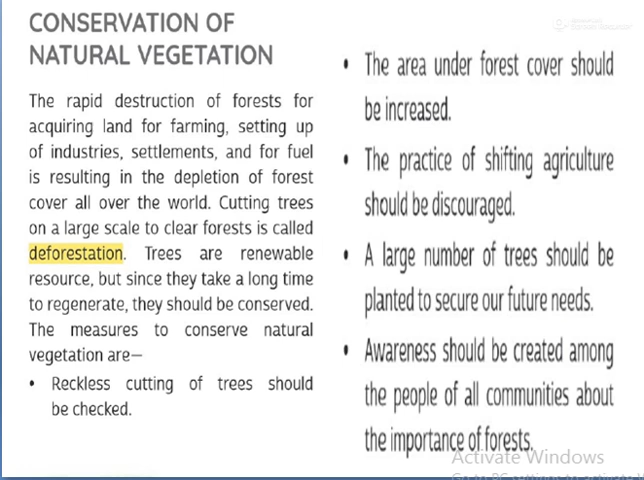 CONSERVATION OF
NATURAL VEGETATION
The rapid destruction of forests for
acquiring land for farming, setting up
of industries, settlements, and for fuel
is resulting in the depletion of forest
cover all over the world. Cutting trees
on a large scale to clear forests is called
deforestation. Trees are renewable
resource, but since they take a long time
to regenerate, they should be conserved.
The measures to conserve natural
vegetation are—
• Reckless cutting of trees should
be checked.
• The area under forest cover should
be increased.
• The practice of shifting agriculture
should be discouraged.
• A large number of trees should be
planted to secure our future needs.
• Awareness should be created among
the people of all communities about
the importance of forests.
Activate Windows
Go to PC settings to activate